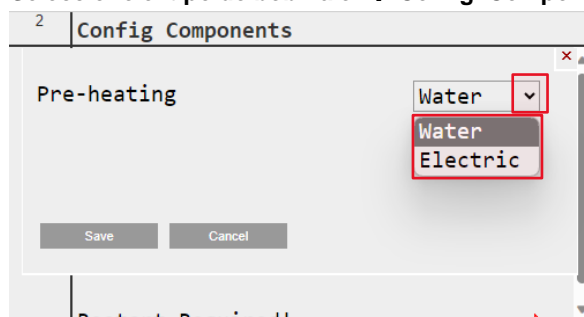 2
Config Components
Pre-heating
Water
Water
Electric
Save
Cancel